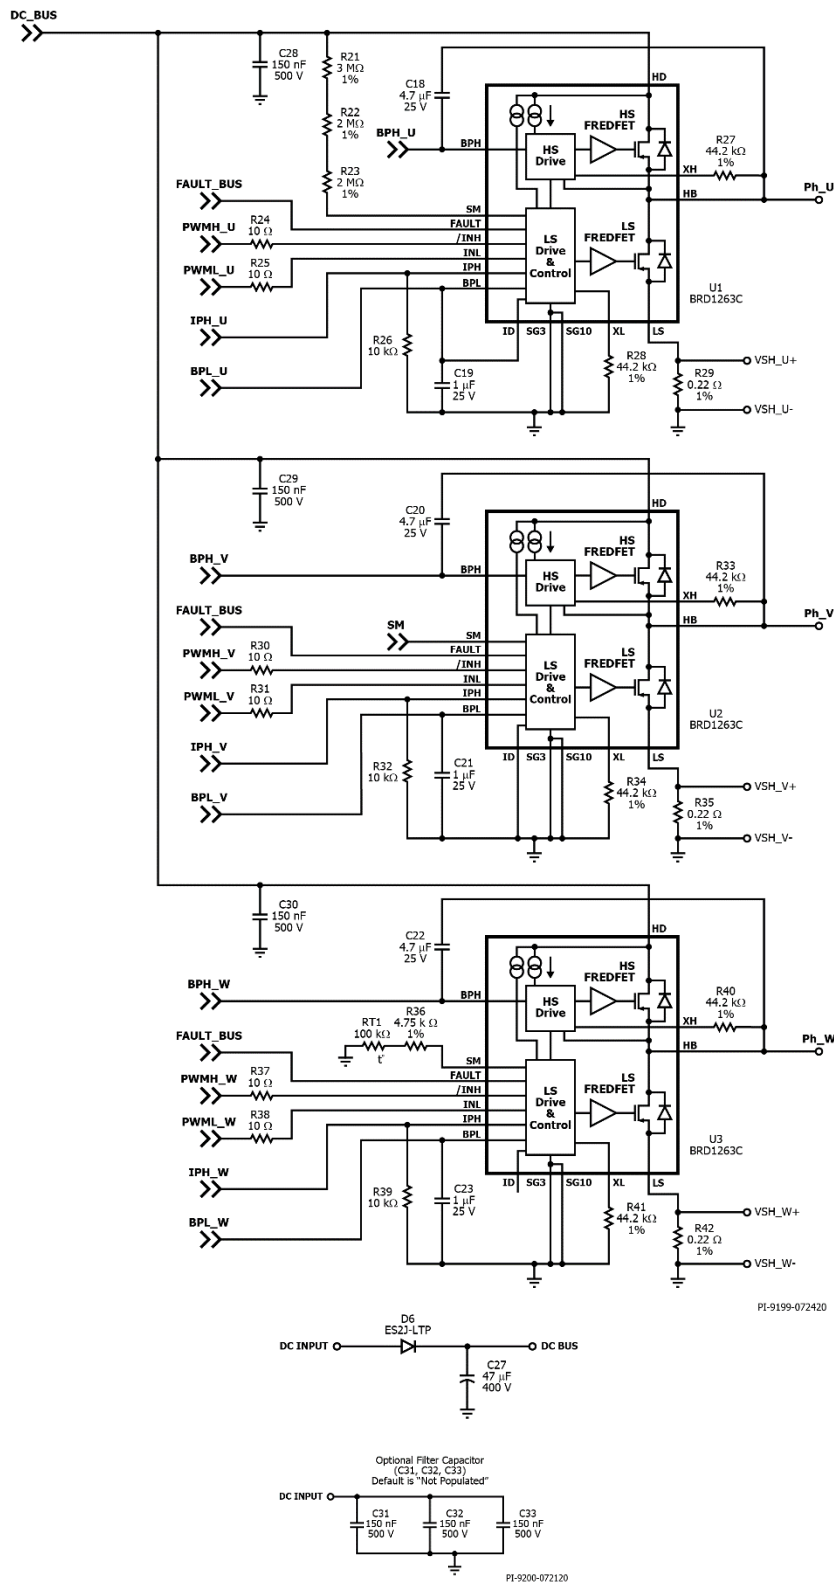 DC_BUS
C28
150 nF
500 V
R21
3 MΩ
1%
R22
2 MΩ
1%
R23
2 MΩ
1%
C18
4.7 µF
25 V
BPH_U
BPH
HD
HS
FREDFET
HS
Drive
R27
44.2 kΩ
1%
XH
HB
Ph_U
FAULT_BUS
PWMH_U
R24
10 Ω
PWML_U
R25
10 Ω
IPH_U
BPL_U
SM
FAULT
/INH
INL
IPH
BPL
LS
Drive
&
Control
LS
FREDFET
U1
BRD1263C
ID
SG3
SG10
XL
LS
R26
10 kΩ
C19
1 µF
25 V
R28
44.2 kΩ
1%
R29
0.22 Ω
1%
VSH_U+
VSH_U-
C29
150 nF
500 V
C20
4.7 µF
25 V
BPH_V
BPH
HD
HS
FREDFET
HS
Drive
R33
44.2 kΩ
1%
XH
HB
Ph_V
FAULT_BUS
SM
PWMH_V
R30
10 Ω
PWML_V
R31
10 Ω
IPH_V
BPL_V
SM
FAULT
/INH
INL
IPH
BPL
LS
Drive
&
Control
LS
FREDFET
U2
BRD1263C
ID
SG3
SG10
XL
LS
R32
10 kΩ
C21
1 µF
25 V
R34
44.2 kΩ
1%
R35
0.22 Ω
1%
VSH_V+
VSH_V-
C30
150 nF
500 V
C22
4.7 µF
25 V
BPH_W
BPH
HD
HS
FREDFET
HS
Drive
R40
44.2 kΩ
1%
XH
HB
Ph_W
FAULT_BUS
RT1
100 kΩ
t°
R36
4.75 k Ω
1%
PWMH_W
R37
10 Ω
PWML_W
R38
10 Ω
IPH_W
BPL_W
SM
FAULT
/INH
INL
IPH
BPL
LS
Drive
&
Control
LS
FREDFET
U3
BRD1263C
ID
SG3
SG10
XL
LS
R39
10 kΩ
C23
1 µF
25 V
R41
44.2 kΩ
1%
R42
0.22 Ω
1%
VSH_W+
VSH_W-
PI-9199-072420
D6
ES2J-LTP
DC INPUT
DC BUS
C27
47 µF
400 V
Optional Filter Capacitor
(C31, C32, C33)
Default is “Not Populated”
DC INPUT
C31
150 nF
500 V
C32
150 nF
500 V
C33
150 nF
500 V
PI-9200-072120